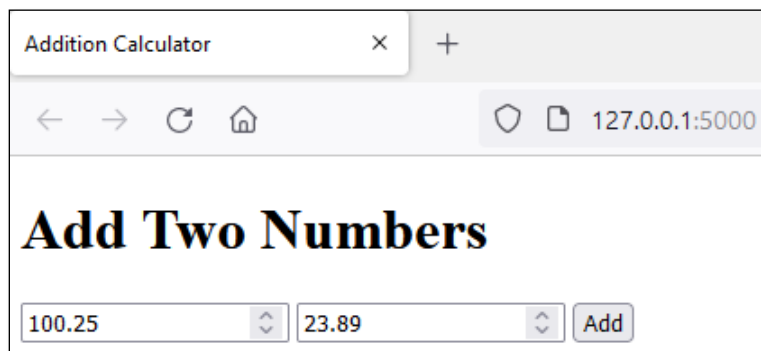 Addition Calculator
127.0.0.1:5000
Add Two Numbers
100.25 23.89 Add